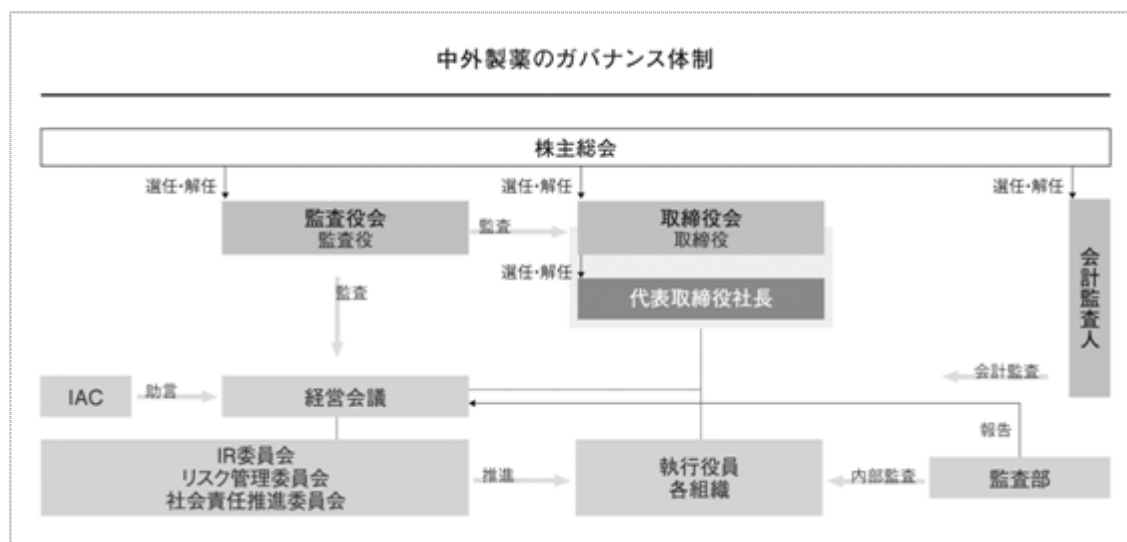 中外製薬のガバナンス体制
株主総会
選任・解任
選任・解任
選任・解任
監査役会
監査役
監査
取締役会
取締役
会計監査人
選任・解任
代表取締役社長
監査
会計監査
IAC
助言
経営会議
報告
IR委員会
リスク管理委員会
社会責任推進委員会
推進
執行役員
各組織
内部監査
監査部